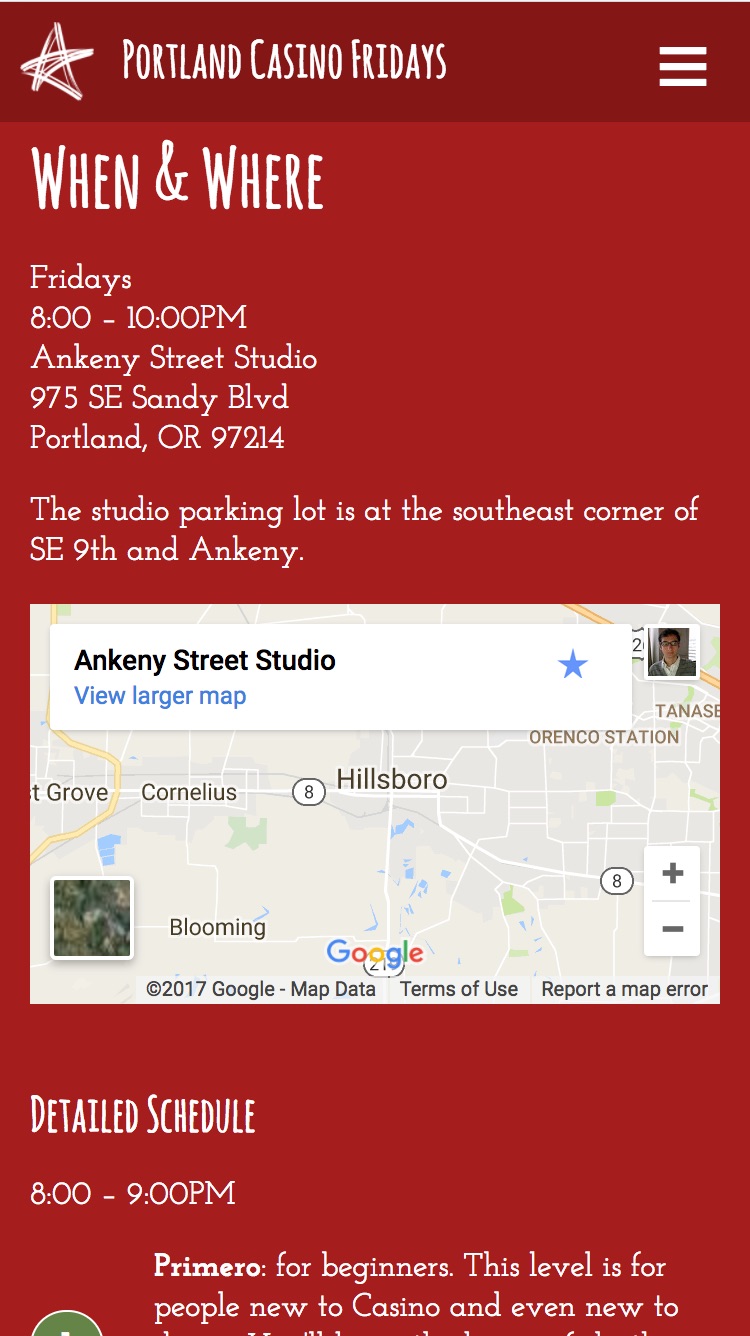 Portland Casino Fridays
When & Where
Fridays
8:00 – 10:00PM
Ankeny Street Studio
975 SE Sandy Blvd
Portland, OR 97214
The studio parking lot is at the southeast corner of
SE 9th and Ankeny.
Ankeny Street Studio
View larger map
TANASB
ORENCO STATION
Hillsboro
t Grove
Cornelius
8
8
Blooming
Google
©2017 Google - Map Data
Terms of Use
Report a map error
Detailed Schedule
8:00 – 9:00PM
Primero: for beginners. This level is for
people new to Casino and even new to